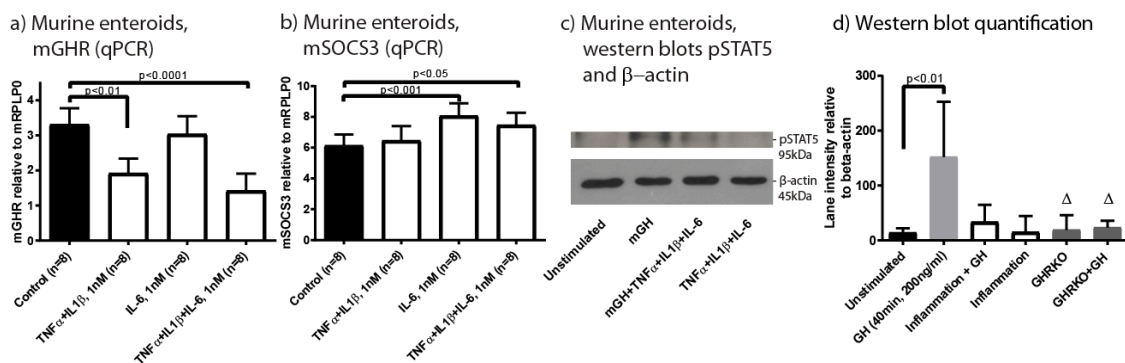 a) Murine enteroids,
mGHR (qPCR)
p<0.0001
p<0.01
mGHR relative to mRPLP0
4
3
2
1
0
Control (n=8)
TNFα+IL1β, 1nM (n=8)
IL-6, 1nM (n=8)
TNFα+IL1β+IL-6, 1nM (n=8)
b) Murine enteroids,
mSOCS3 (qPCR)
p<0.05
p<0.001
mSOCS3 relative to mRPLP0
10
8
6
4
2
0
Control (n=8)
TNFα+IL1β, 1nM (n=8)
IL-6, 1nM (n=8)
TNFα+IL1β+IL-6, 1nM (n=8)
c) Murine enteroids,
western blots pSTAT5
and β–actin
pSTAT5
95kDa
β-actin
45kDa
Unstimulated
mGH
mGH+TNFα+IL1β+IL-6
TNFα+IL1β+IL-6
d) Western blot quantification
p<0.01
Lane intensity relative
to beta-actin
300
200
100
0
Δ
Δ
Unstimulated
GH (40min, 200ng/ml)
Inflammation + GH
Inflammation
GHRKO
GHRKO+GH